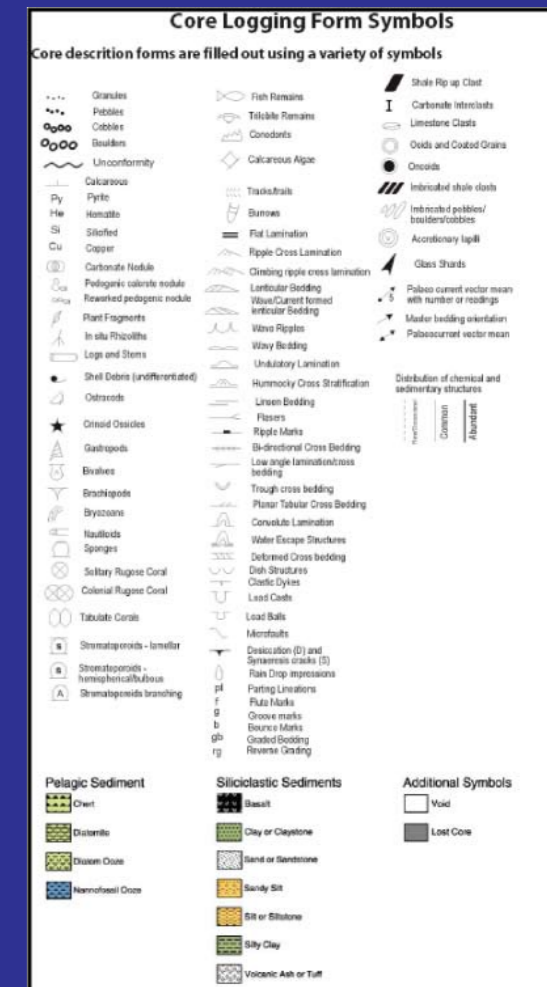 Core Logging Form Symbols
Core descrition forms are filled out using a variety of symbols
Granules
Pebbles
Cobbles
Boulders
Unconformity
Calcareous
Py Pyrite
He Hematite
Si Silicified
Cu Copper
Carbonate Nodule
Pedogenic calcrete nodule
Reworked pedogenic nodule
Plant Fragments
In situ Rhizoliths
Logs and Stems
Shell Debris (undifferentiated)
Ostracods
Crinoid Ossicles
Gastropods
Bivalves
Brachiopods
Bryozoans
Nautiloids
Sponges
Solitary Rugose Coral
Colonial Rugose Coral
Tabulate Corals
S Stromatoporoids - lamellar
S Stromatoporoids -
hemispherical/bulbous
A Stromatoporoids branching
Fish Remains
Trilobite Remains
Conodonts
Calcareous Algae
Tracks/trails
Burrows
Flat Lamination
Ripple Cross Lamination
Climbing ripple cross lamination
Lenticular Bedding
Wave/Current formed
lenticular Bedding
Wave Ripples
Wavy Bedding
Undulatory Lamination
Hummocky Cross Stratification
Linsen Bedding
Flasers
Ripple Marks
Bi-directional Cross Bedding
Low angle lamination/cross
bedding
Trough cross bedding
Planar Tabular Cross Bedding
Convolute Lamination
Water Escape Structures
Deformed Cross bedding
Dish Structures
Clastic Dykes
Load Casts
Load Balls
Microfaults
Desiccation (D) and
Synaeresis cracks (S)
Rain Drop impressions
pl Parting Lineations
f Flute Marks
g Groove marks
b Bounce Marks
gb Graded Bedding
rg Reverse Grading
Shale Rip up Clast
I Carbonate Interclasts
Limestone Clasts
Ooids and Coated Grains
Oncoids
Imbricated shale clasts
Imbricated pebbles/
boulders/cobbles
Accretionary lapilli
Glass Shards
5 Palaeo current vector mean
with number or readings
Master bedding orientation
Palaeocurrent vector mean
Distribution of chemical and
sedimentary structures
Common
Abundant
Pelagic Sediment
Chert
Diatomite
Diatom Ooze
Nannofossil Ooze
Siliciclastic Sediments
Basalt
Clay or Claystone
Sand or Sandstone
Sandy Silt
Silt or Siltstone
Silty Clay
Volcanic Ash or Tuff
Additional Symbols
Void
Lost Core